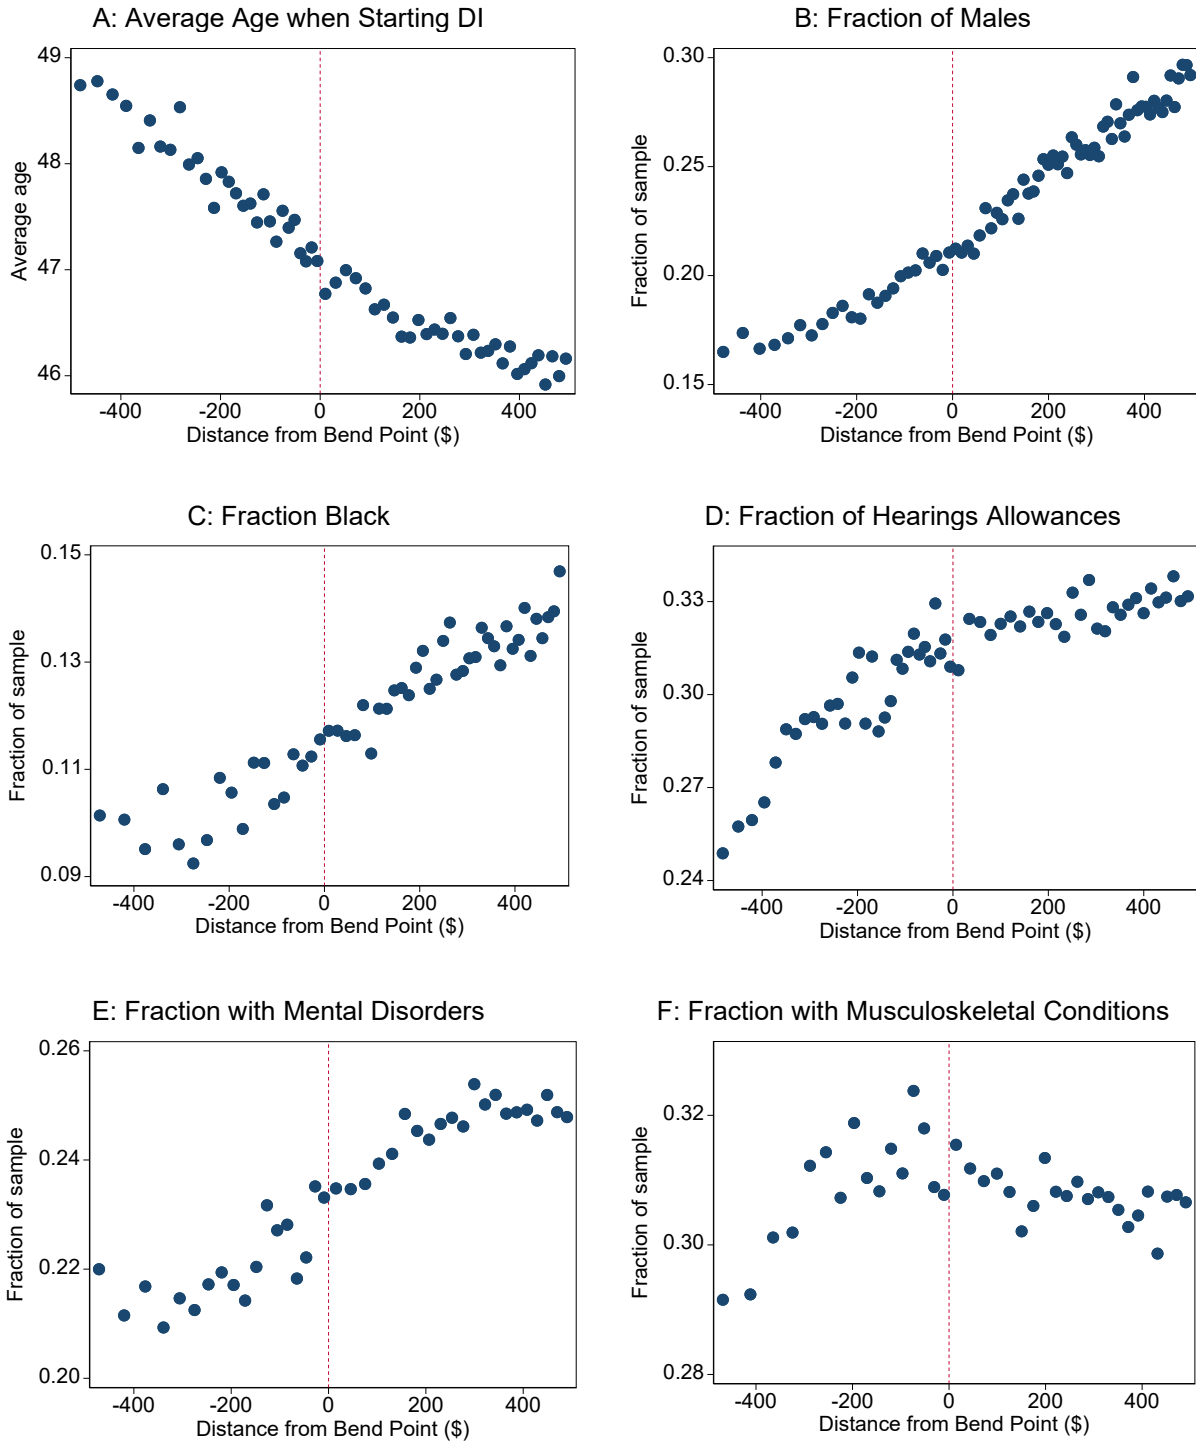 A: Average Age when Starting DI
49
48
47
46
Average age
-400 -200 0 200 400
Distance from Bend Point ($)
B: Fraction of Males
0.30
0.25
0.20
0.15
Fraction of sample
-400 -200 0 200 400
Distance from Bend Point ($)
C: Fraction Black
0.15
0.13
0.11
0.09
Fraction of sample
-400 -200 0 200 400
Distance from Bend Point ($)
D: Fraction of Hearings Allowances
0.33
0.30
0.27
0.24
Fraction of sample
-400 -200 0 200 400
Distance from Bend Point ($)
E: Fraction with Mental Disorders
0.26
0.24
0.22
0.20
Fraction of sample
-400 -200 0 200 400
Distance from Bend Point ($)
F: Fraction with Musculoskeletal Conditions
0.32
0.30
0.28
Fraction of sample
-400 -200 0 200 400
Distance from Bend Point ($)